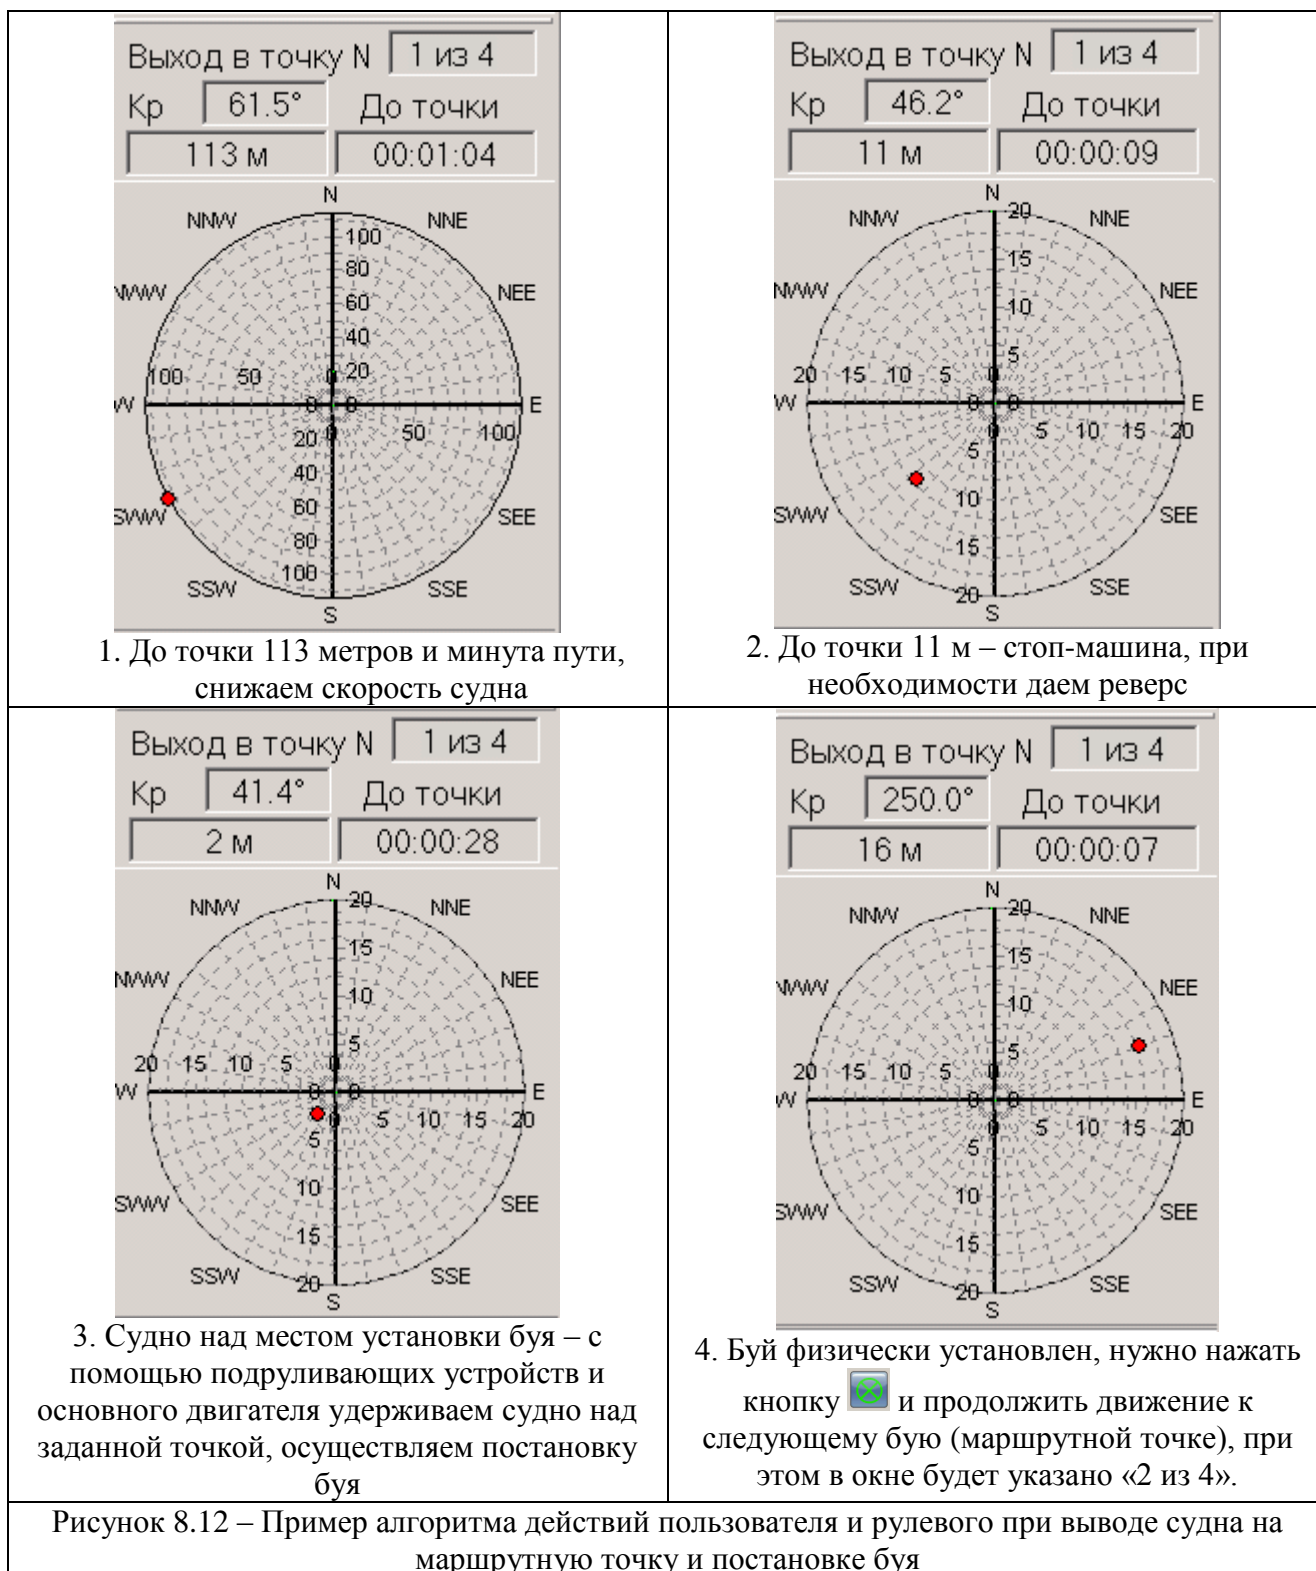 Выход в точку N 1 из 4
Кр 61.5° До точки
113 м 00:01:04
N
NNW NNE
100
80
NWW NEE
60
40
100 50 0 20
W 0 0 E
20 0 50 100
40
60
SWW SEE
80
100
SSW SSE
S
1. До точки 113 метров и минута пути,
снижаем скорость судна
Выход в точку N 1 из 4
Кр 46.2° До точки
11 м 00:00:09
N
20
NNW NNE
15
NWW NEE
10
5
20 15 10 5 0
W 0 0 E
0 5 10 15 20
5
10
SWW SEE
15
SSW SSE
20
S
2. До точки 11 м – стоп-машина, при
необходимости даем реверс
Выход в точку N 1 из 4
Кр 41.4° До точки
2 м 00:00:28
N
20
NNW NNE
15
NWW NEE
10
5
20 15 10 5 0
W 0 0 E
0 5 10 15 20
5
10
SWW SEE
15
SSW SSE
20
S
3. Судно над местом установки буя – с
помощью подруливающих устройств и
основного двигателя удерживаем судно над
заданной точкой, осуществляем постановку
буя
Выход в точку N 1 из 4
Кр 250.0° До точки
16 м 00:00:07
N
20
NNW NNE
15
NWW NEE
10
5
20 15 10 5 0
W 0 0 E
0 5 10 15 20
5
10
SWW SEE
15
SSW SSE
20
S
4. Буй физически установлен, нужно нажать
кнопку и продолжить движение к
следующему бую (маршрутной точке), при
этом в окне будет указано «2 из 4».
Рисунок 8.12 – Пример алгоритма действий пользователя и рулевого при выводе судна на
маршрутную точку и постановке буя